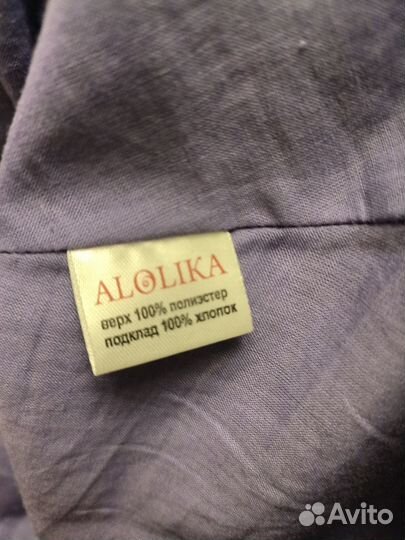 ALOLIKA
верх 100% полиэстер
подклад 100% хлопок
Avito